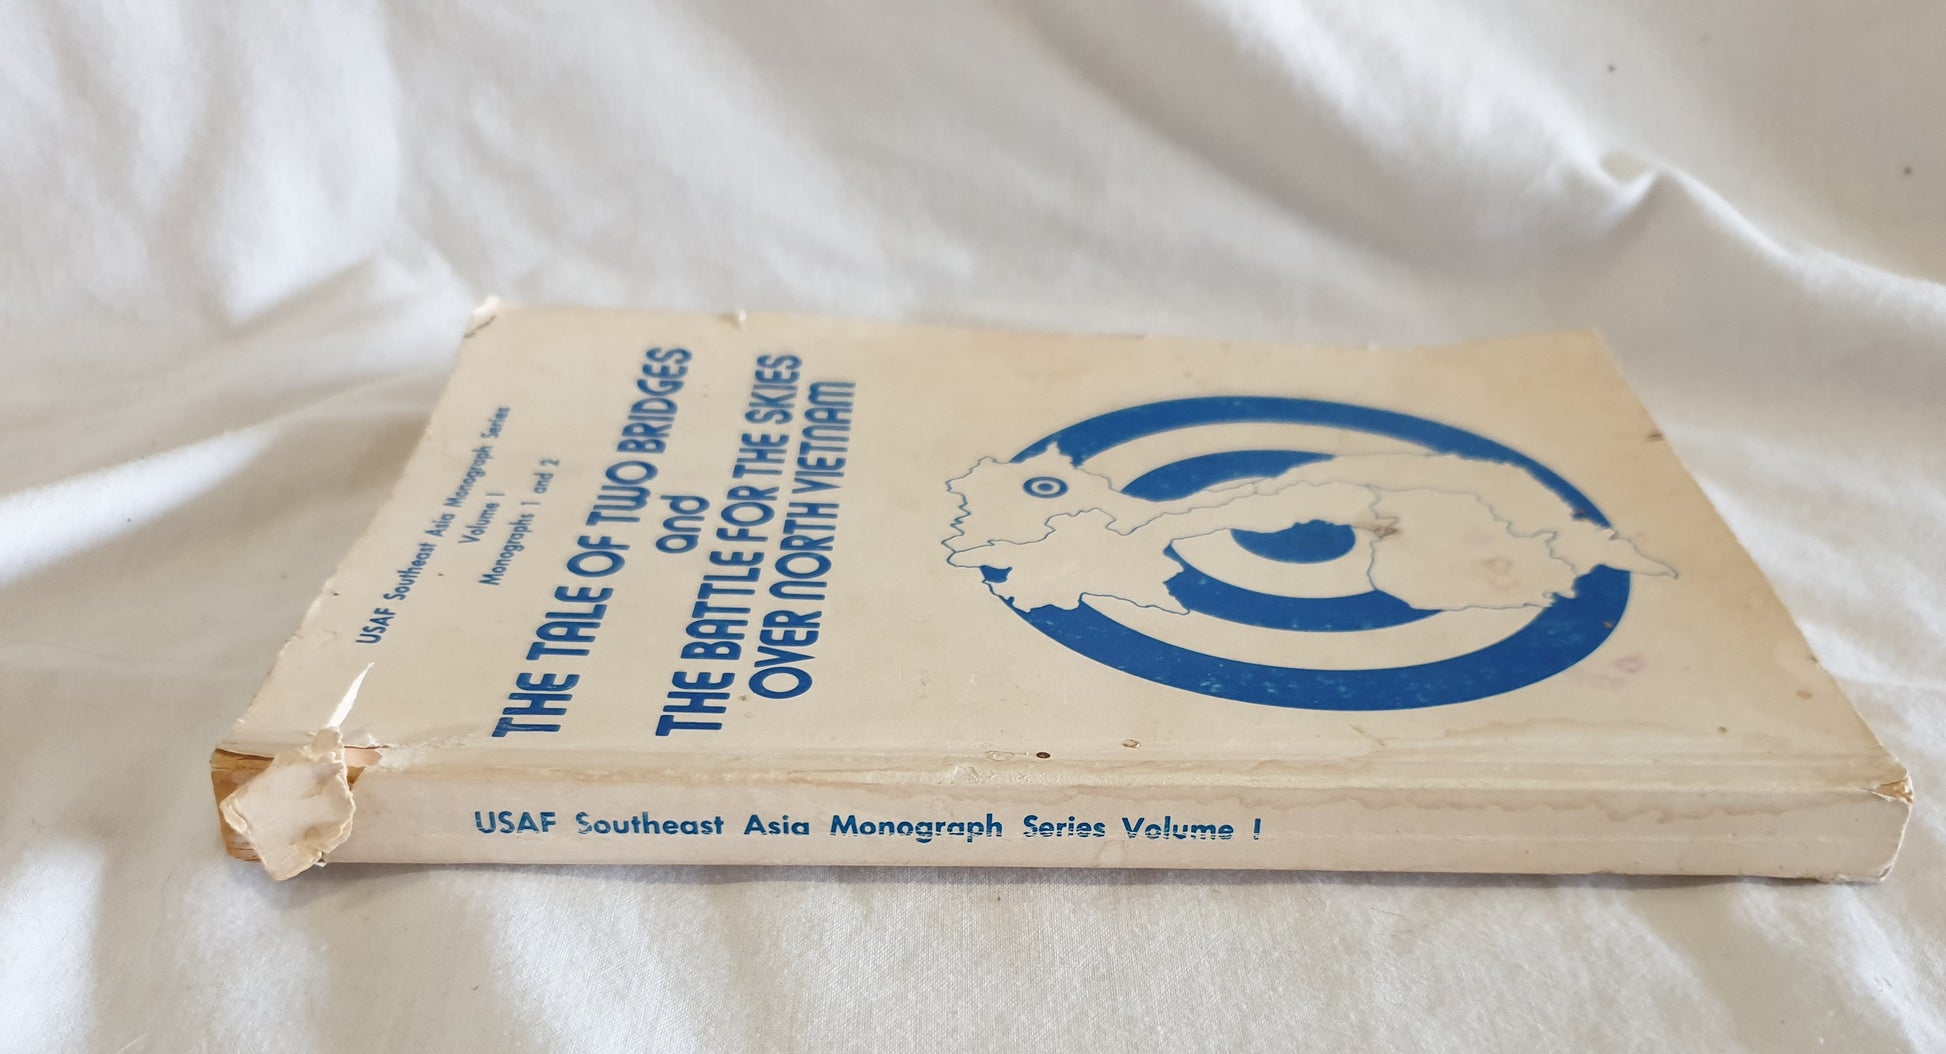 USAF Southeast Asia Monograph Series
Volume I
Monographs 1 and 2
THE TALE OF TWO BRIDGES
and
THE BATTLE FOR THE SKIES
OVER NORTH VIETNAM
USAF Southeast Asia Monograph Series Volume I